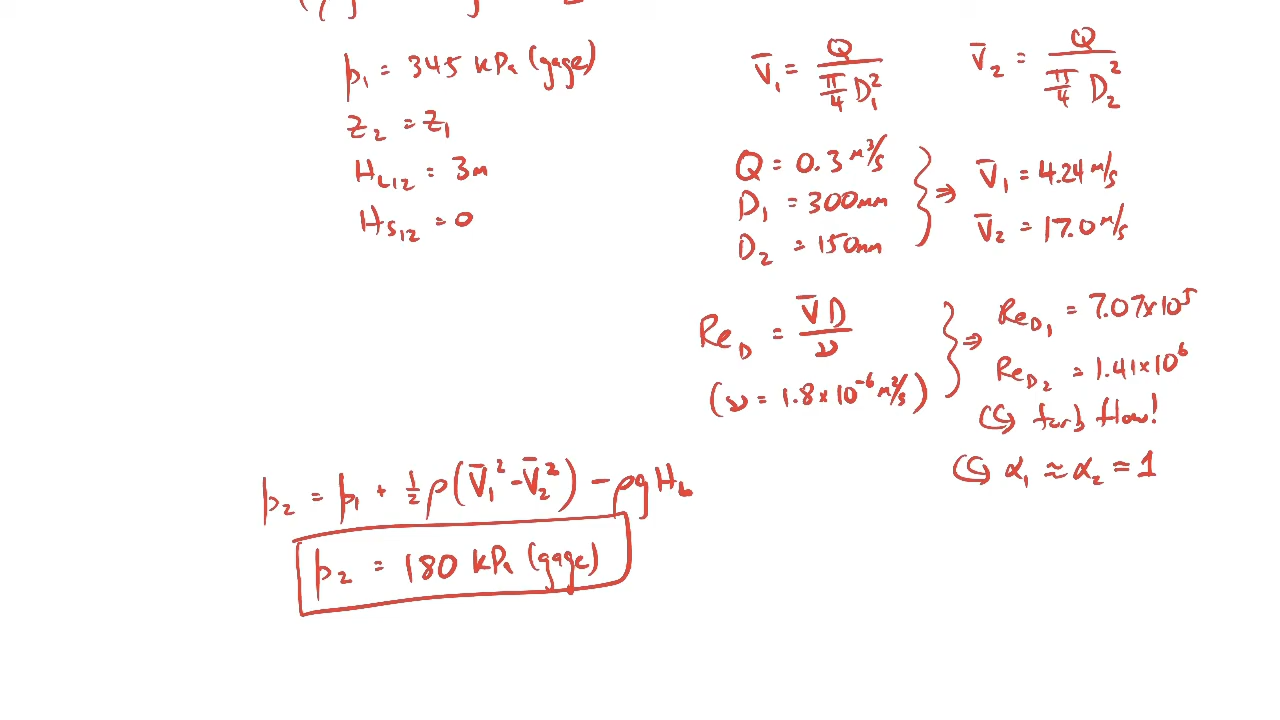 p₁ = 345 kPa (gage)
z₂ = z₁
H_L12 = 3m
H_S12 = 0
V̄₁ = Q / (π/4 D₁²)
V̄₂ = Q / (π/4 D₂²)
Q = 0.3 m³/s
D₁ = 300mm
D₂ = 150mm
} ⇒ V̄₁ = 4.24 m/s
V̄₂ = 17.0 m/s
Re_D = V̄ D / ν
(ν = 1.8 × 10⁻⁶ m²/s)
} ⇒ Re_D₁ = 7.07×10⁵
Re_D₂ = 1.41×10⁶
↪ turb flow!
↪ α₁ ≈ α₂ = 1
p₂ = p₁ + ½ρ(V̄₁² - V̄₂²) - ρgH_L
p₂ = 180 kPa (gage)